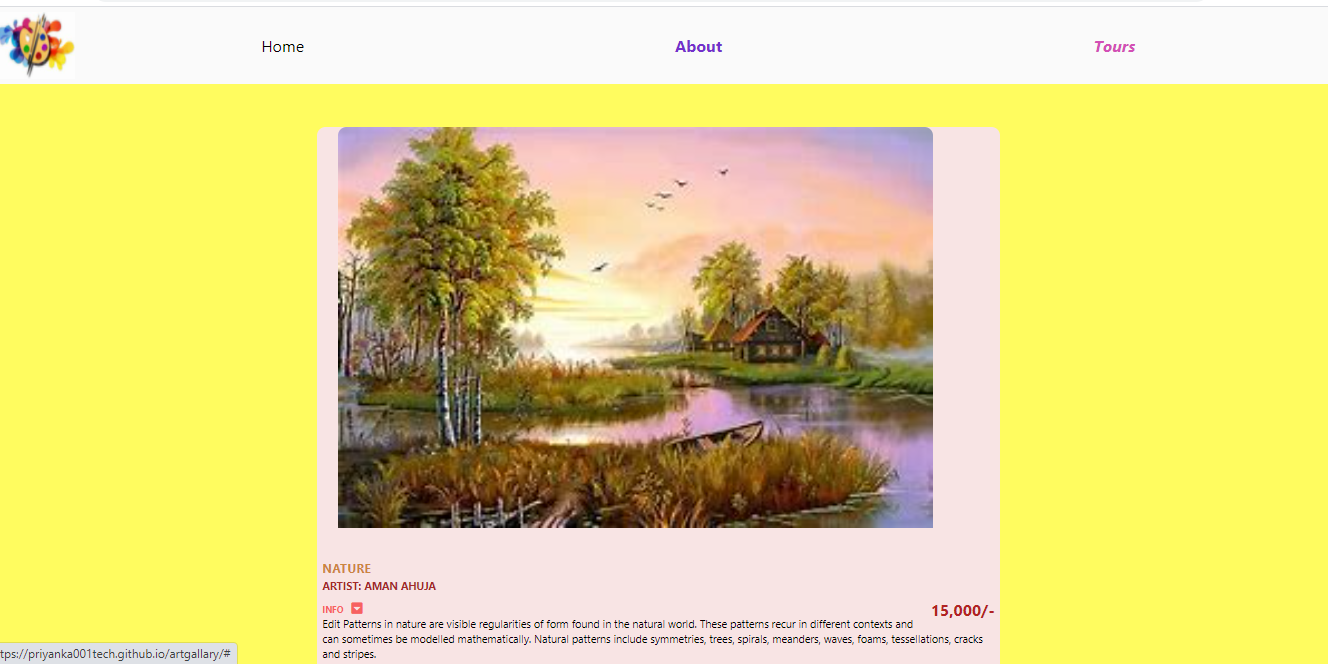 Home About Tours
NATURE
ARTIST: AMAN AHUJA
INFO
15,000/-
Edit Patterns in nature are visible regularities of form found in the natural world. These patterns recur in different contexts and
can sometimes be modelled mathematically. Natural patterns include symmetries, trees, spirals, meanders, waves, foams, tessellations, cracks
and stripes.
tps://priyanka001tech.github.io/artgallary/#